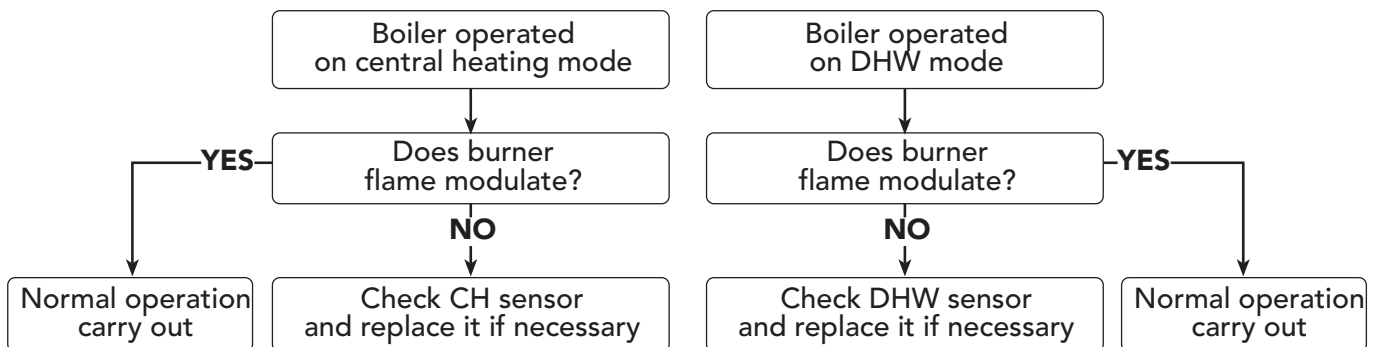 Boiler operated
on central heating mode
Boiler operated
on DHW mode
YES
Does burner
flame modulate?
Does burner
flame modulate?
YES
NO
NO
Normal operation
carry out
Check CH sensor
and replace it if necessary
Check DHW sensor
and replace it if necessary
Normal operation
carry out